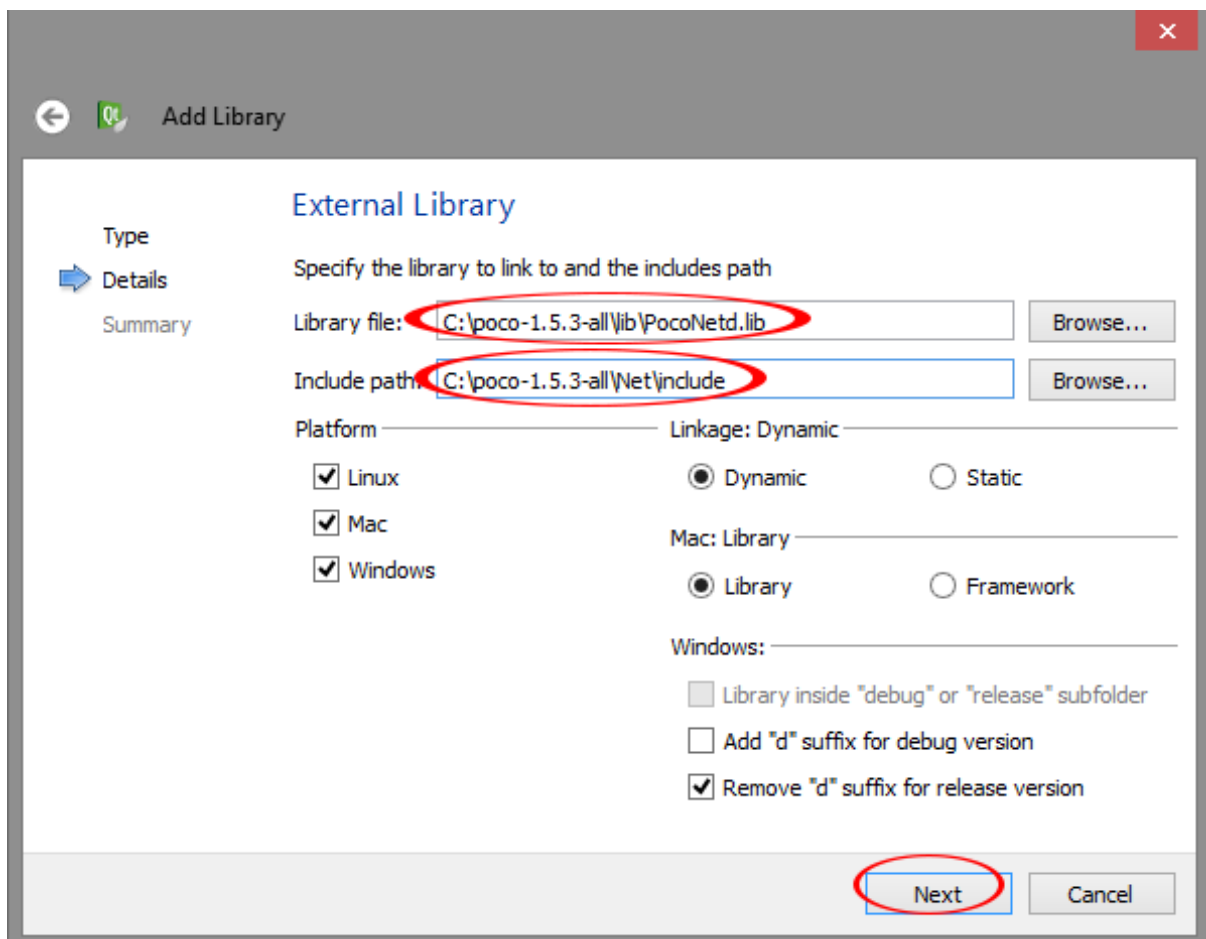 Qt Add Library
External Library
Type
Details
Summary
Specify the library to link to and the includes path
Library file: C:\poco-1.5.3-all\lib\PocoNetd.lib Browse...
Include path: C:\poco-1.5.3-all\Net\include Browse...
Platform
Linux
Mac
Windows
Linkage: Dynamic
Dynamic Static
Mac: Library
Library Framework
Windows:
Library inside "debug" or "release" subfolder
Add "d" suffix for debug version
Remove "d" suffix for release version
Next Cancel